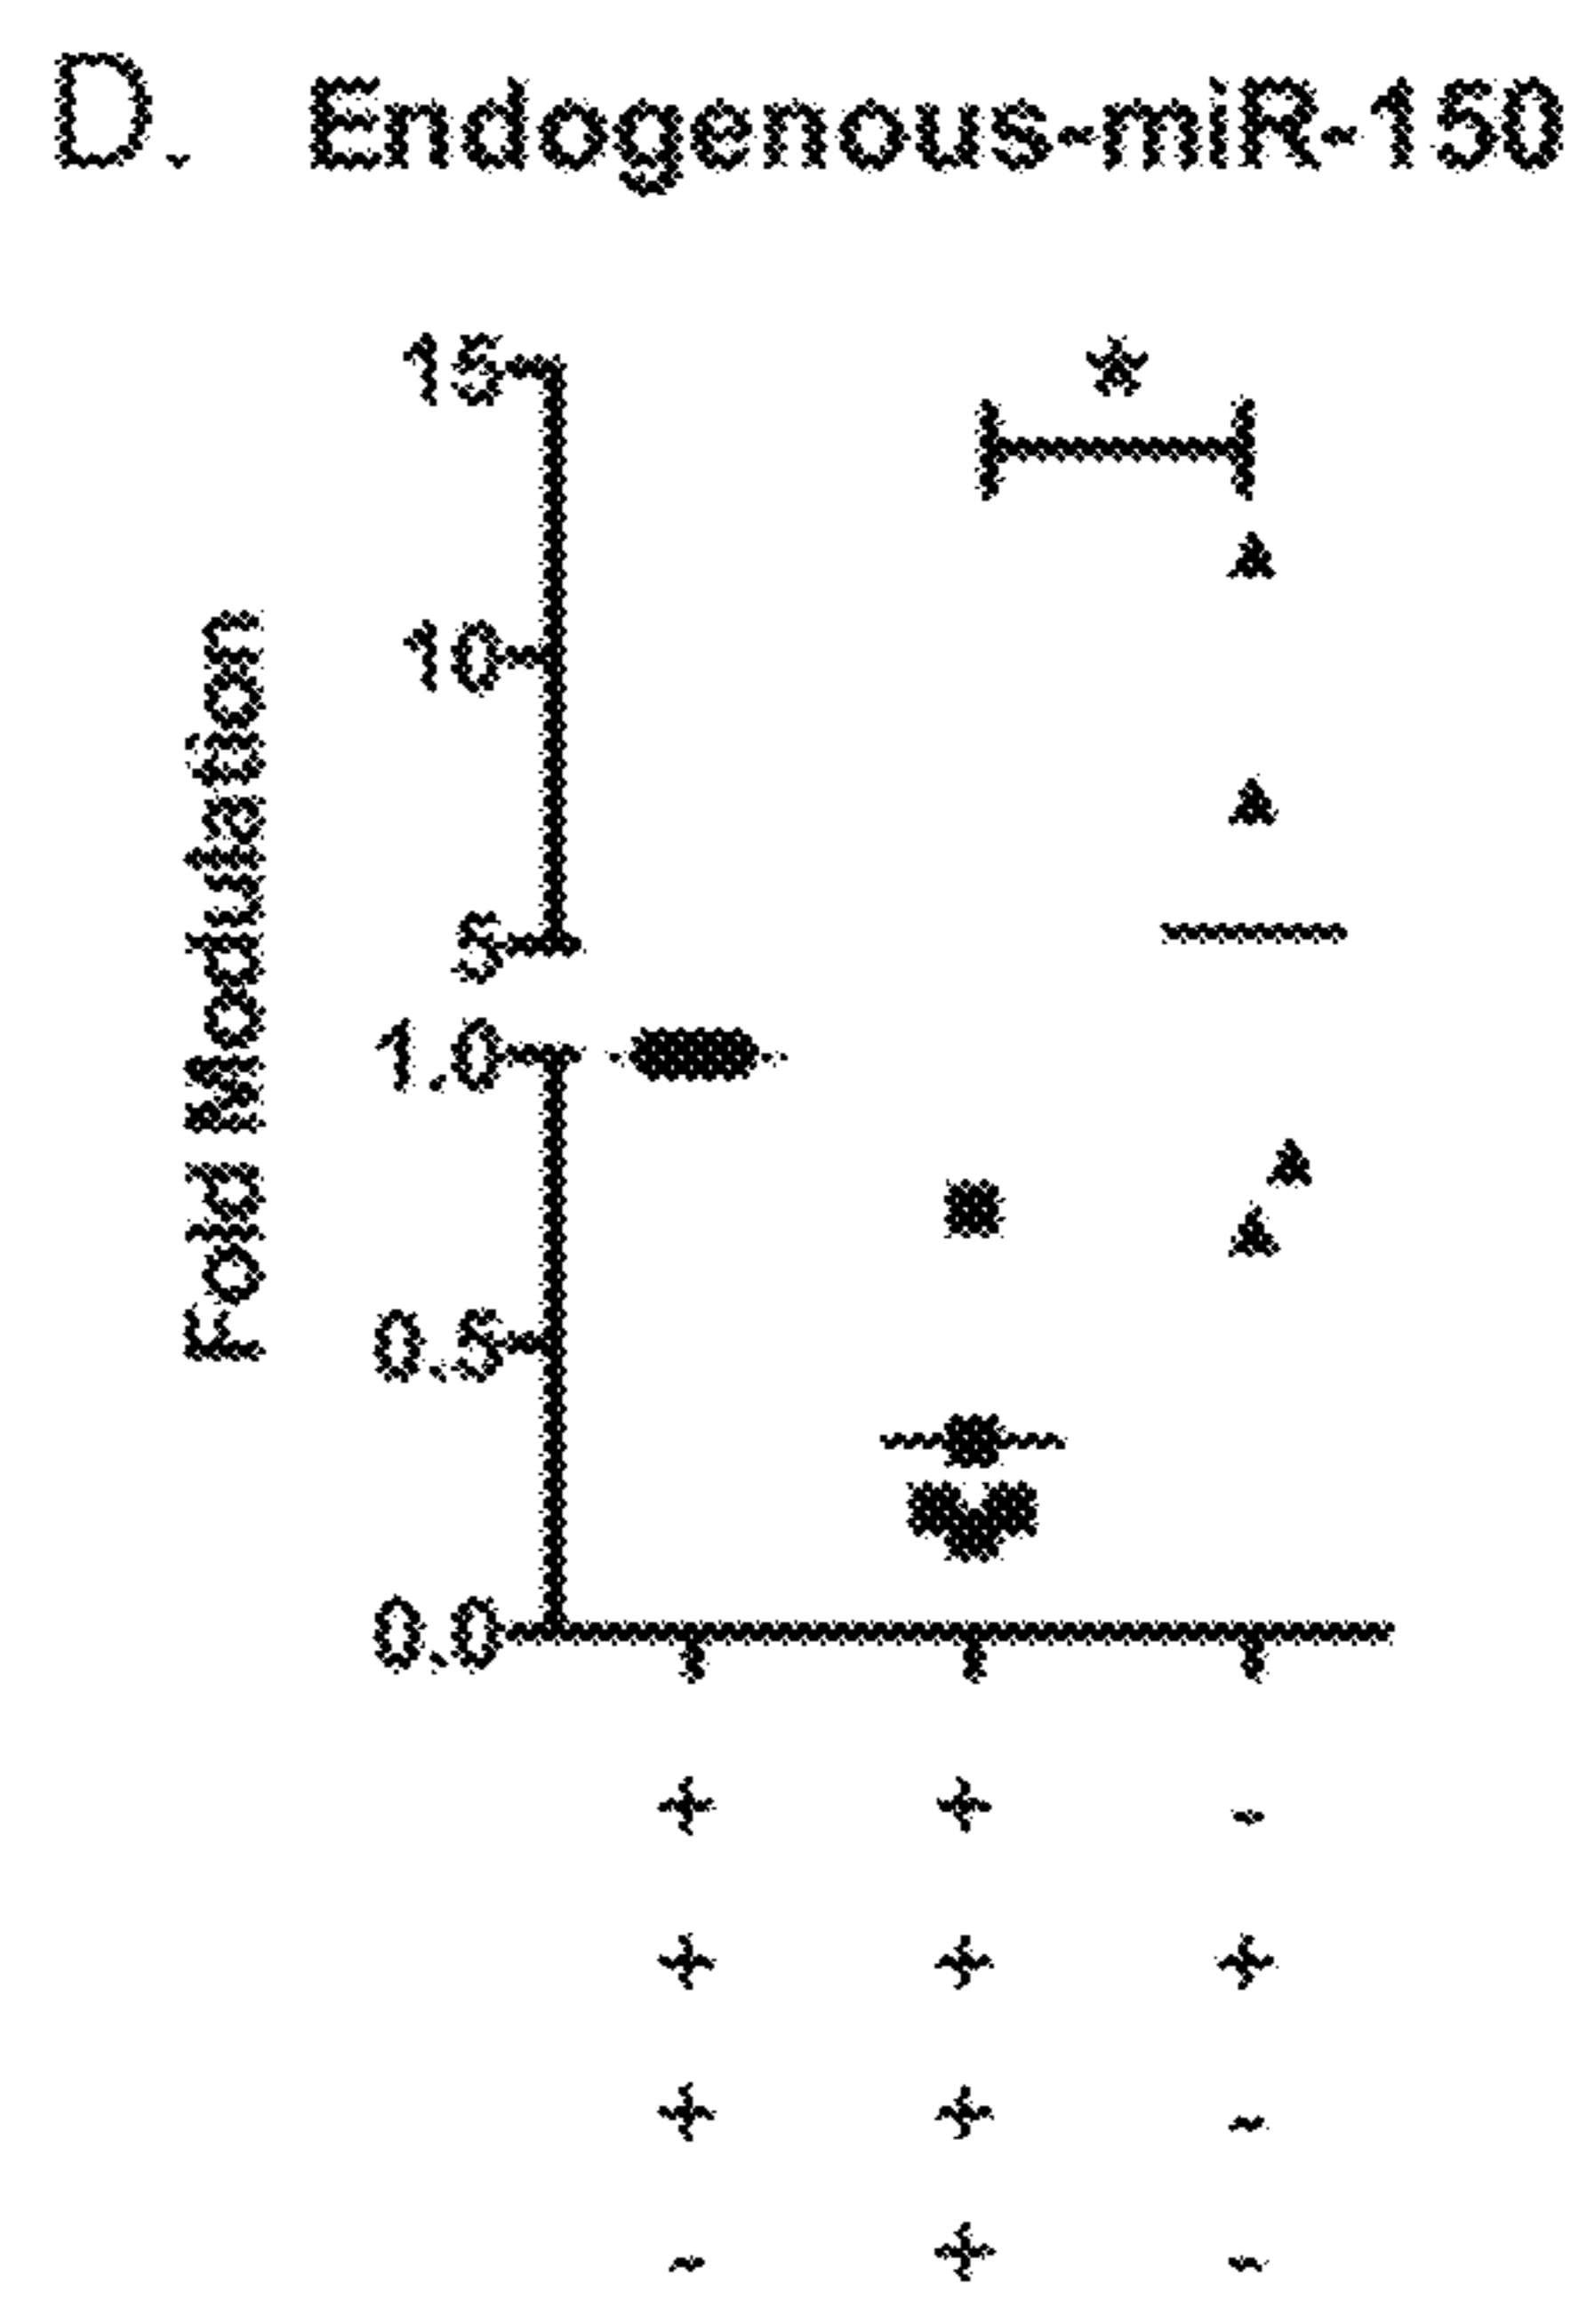 D. Endogenous-miR-150
*
15
10
5
1.0
0.5
0.0
Fold Modulation
+ + -
+ + +
+ + -
- + -